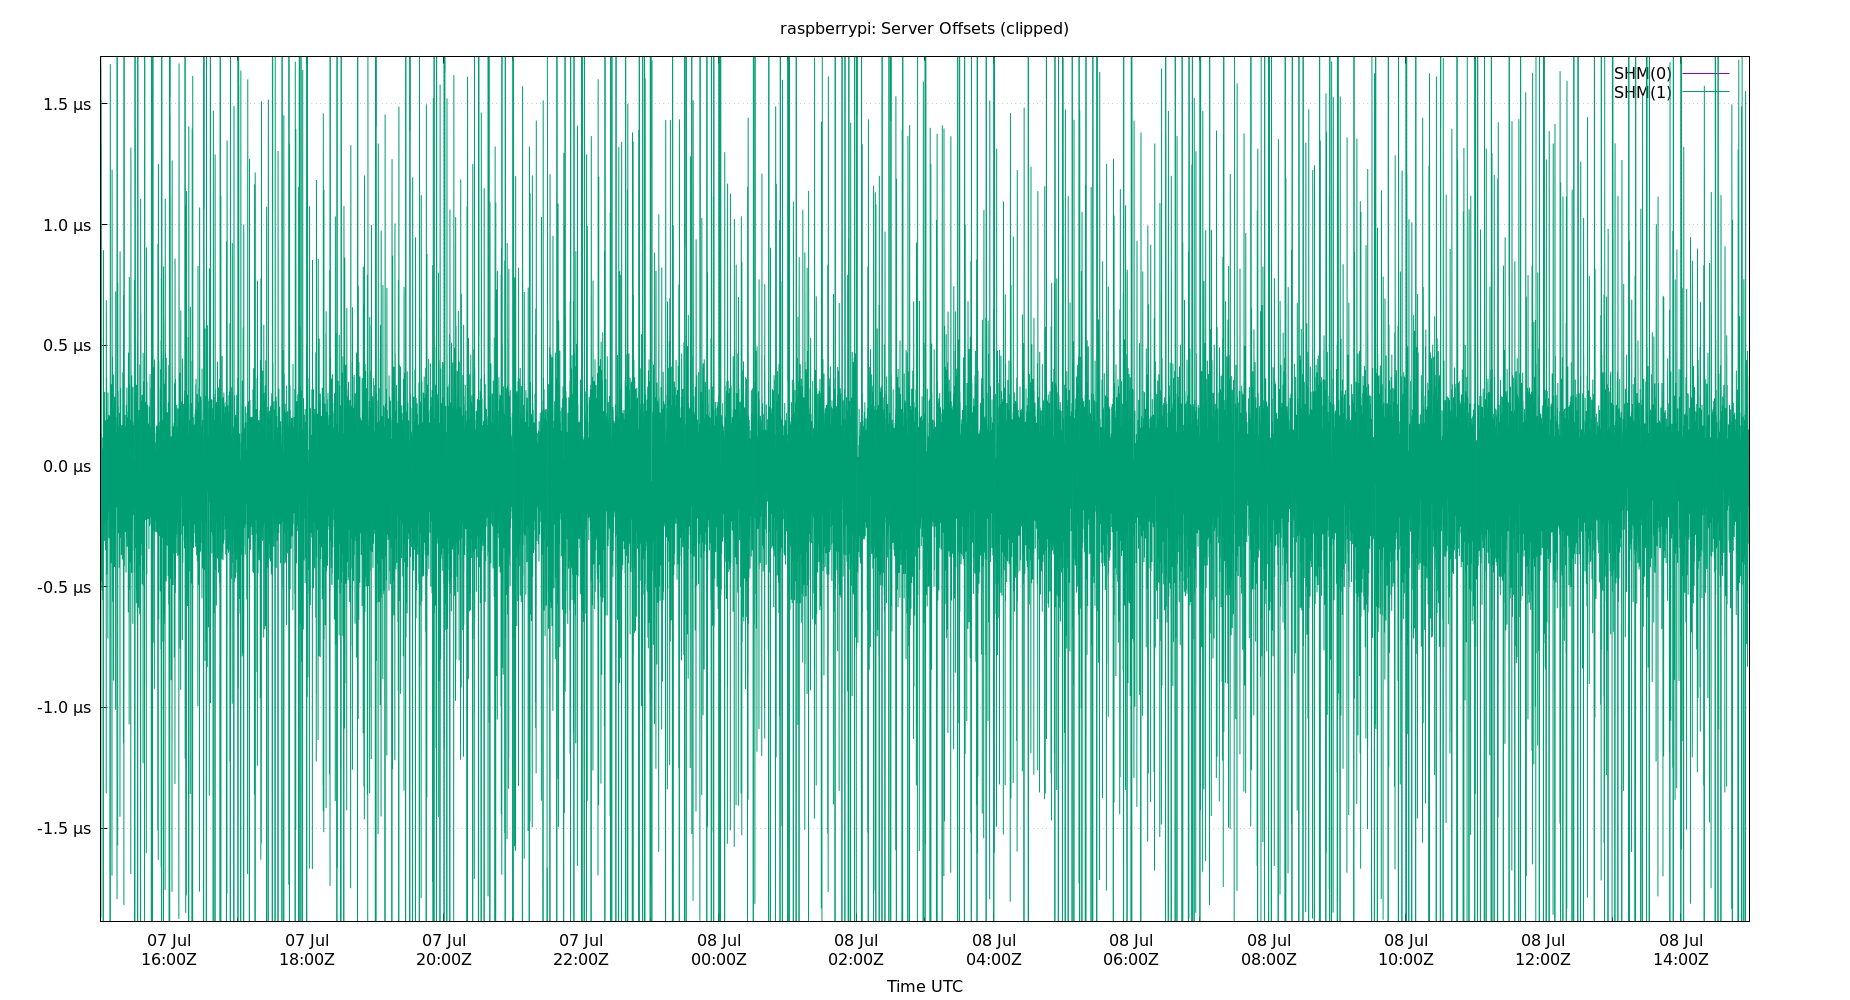 raspberrypi: Server Offsets (clipped)
SHM(0)
SHM(1)
1.5 µs
1.0 µs
0.5 µs
0.0 µs
-0.5 µs
-1.0 µs
-1.5 µs
07 Jul 07 Jul 07 Jul 07 Jul 08 Jul 08 Jul 08 Jul 08 Jul 08 Jul 08 Jul 08 Jul 08 Jul
16:00Z 18:00Z 20:00Z 22:00Z 00:00Z 02:00Z 04:00Z 06:00Z 08:00Z 10:00Z 12:00Z 14:00Z
Time UTC